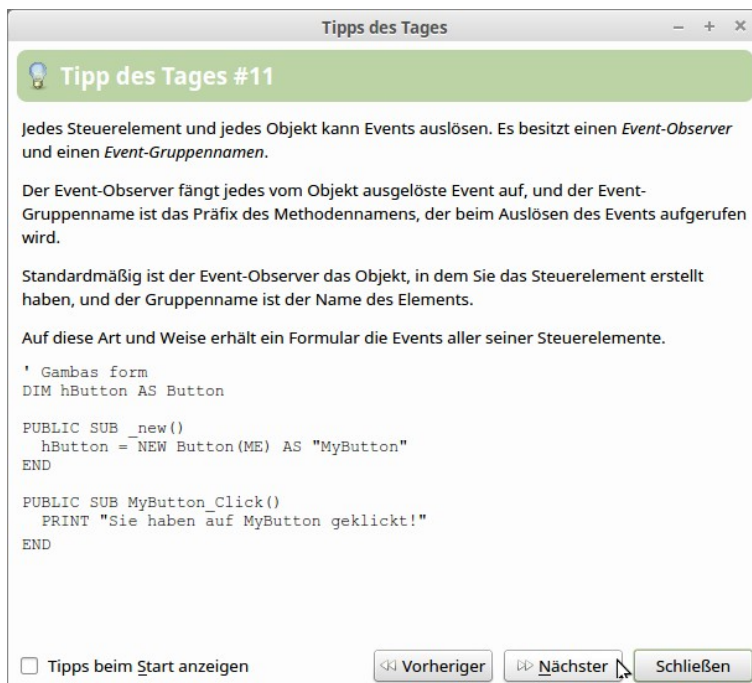 Tipps des Tages
Tipp des Tages #11
Jedes Steuerelement und jedes Objekt kann Events auslösen. Es besitzt einen Event-Observer
und einen Event-Gruppennamen.
Der Event-Observer fängt jedes vom Objekt ausgelöste Event auf, und der Event-
Gruppenname ist das Präfix des Methodennamens, der beim Auslösen des Events aufgerufen
wird.
Standardmäßig ist der Event-Observer das Objekt, in dem Sie das Steuerelement erstellt
haben, und der Gruppenname ist der Name des Elements.
Auf diese Art und Weise erhält ein Formular die Events aller seiner Steuerelemente.
' Gambas form
DIM hButton AS Button
PUBLIC SUB _new()
hButton = NEW Button(ME) AS "MyButton"
END
PUBLIC SUB MyButton_Click()
PRINT "Sie haben auf MyButton geklickt!"
END
Tipps beim Start anzeigen
Vorheriger
Nächster
Schließen